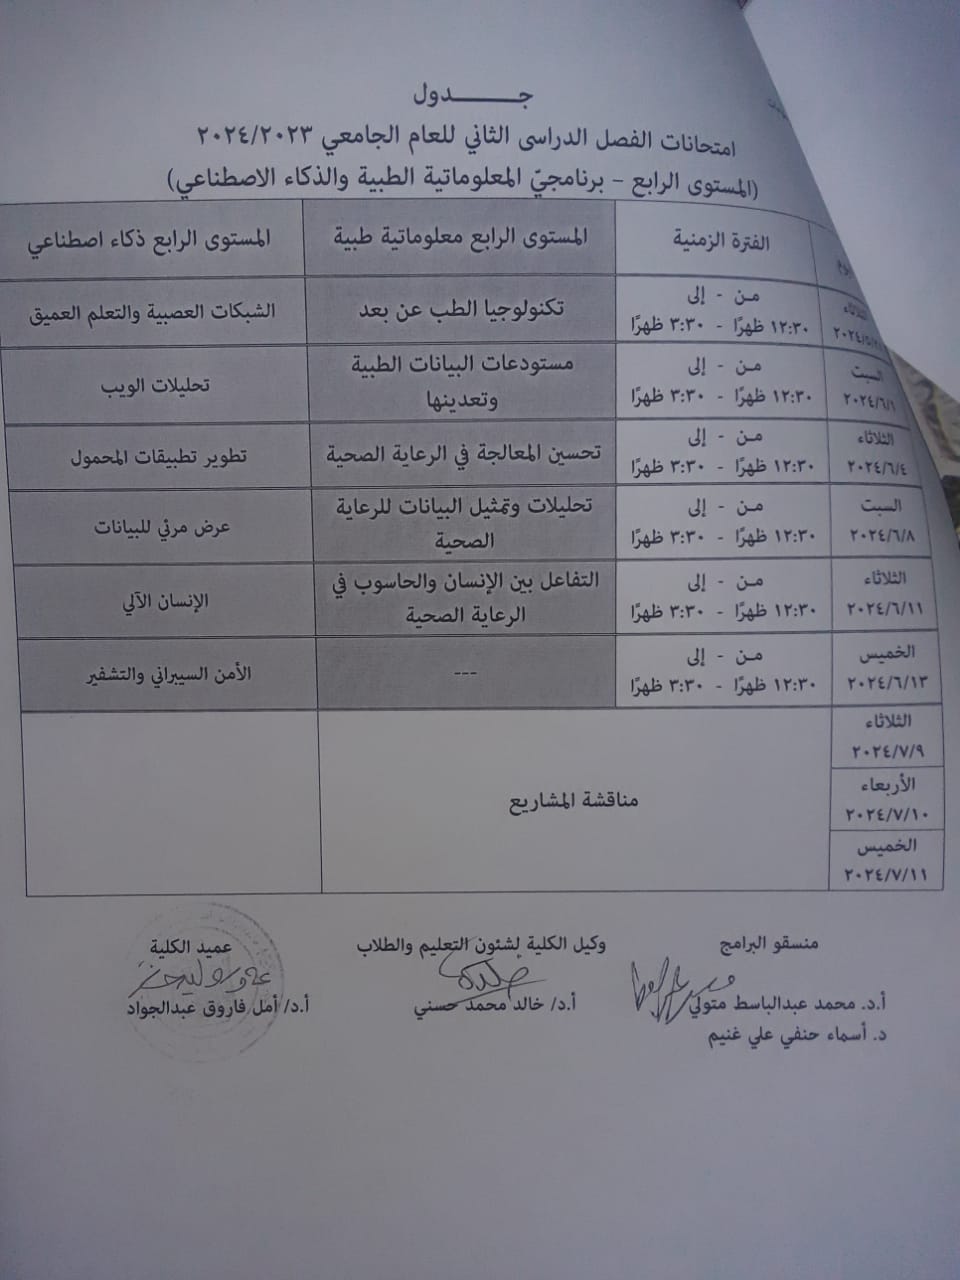 جـــــدول
امتحانات الفصل الدراسى الثاني للعام الجامعي ٢٠٢٤/٢٠٢٣
(المستوى الرابع – برنامجيّ المعلوماتية الطبية والذكاء الاصطناعي)
الفترة الزمنية
المستوى الرابع معلوماتية طبية
المستوى الرابع ذكاء اصطناعي
الثلاثاء
من - إلى
١٢:٣٠ ظهرًا - ٣:٣٠ ظهرًا
تكنولوجيا الطب عن بعد
الشبكات العصبية والتعلم العميق
السبت
٢٠٢٤/٦/١
من - إلى
١٢:٣٠ ظهرًا - ٣:٣٠ ظهرًا
مستودعات البيانات الطبية
وتعدينها
تحليلات الويب
الثلاثاء
٢٠٢٤/٦/٤
من - إلى
١٢:٣٠ ظهرًا - ٣:٣٠ ظهرًا
تحسين المعالجة في الرعاية الصحية
تطوير تطبيقات المحمول
السبت
٢٠٢٤/٦/٨
من - إلى
١٢:٣٠ ظهرًا - ٣:٣٠ ظهرًا
تحليلات وتمثيل البيانات للرعاية
الصحية
عرض مرئي للبيانات
الثلاثاء
٢٠٢٤/٦/١١
من - إلى
١٢:٣٠ ظهرًا - ٣:٣٠ ظهرًا
التفاعل بين الإنسان والحاسوب في
الرعاية الصحية
الإنسان الآلي
الخميس
٢٠٢٤/٦/١٣
من - إلى
١٢:٣٠ ظهرًا - ٣:٣٠ ظهرًا
---
الأمن السيبراني والتشفير
الثلاثاء
٢٠٢٤/٧/٩
الأربعاء
٢٠٢٤/٧/١٠
الخميس
٢٠٢٤/٧/١١
مناقشة المشاريع
منسقو البرامج
أ.د. محمد عبدالباسط متولي
د. أسماء حنفي علي غنيم
وكيل الكلية لشئون التعليم والطلاب
أ.د/ خالد محمد حسني
عميد الكلية
أ.د/ أمل فاروق عبدالجواد